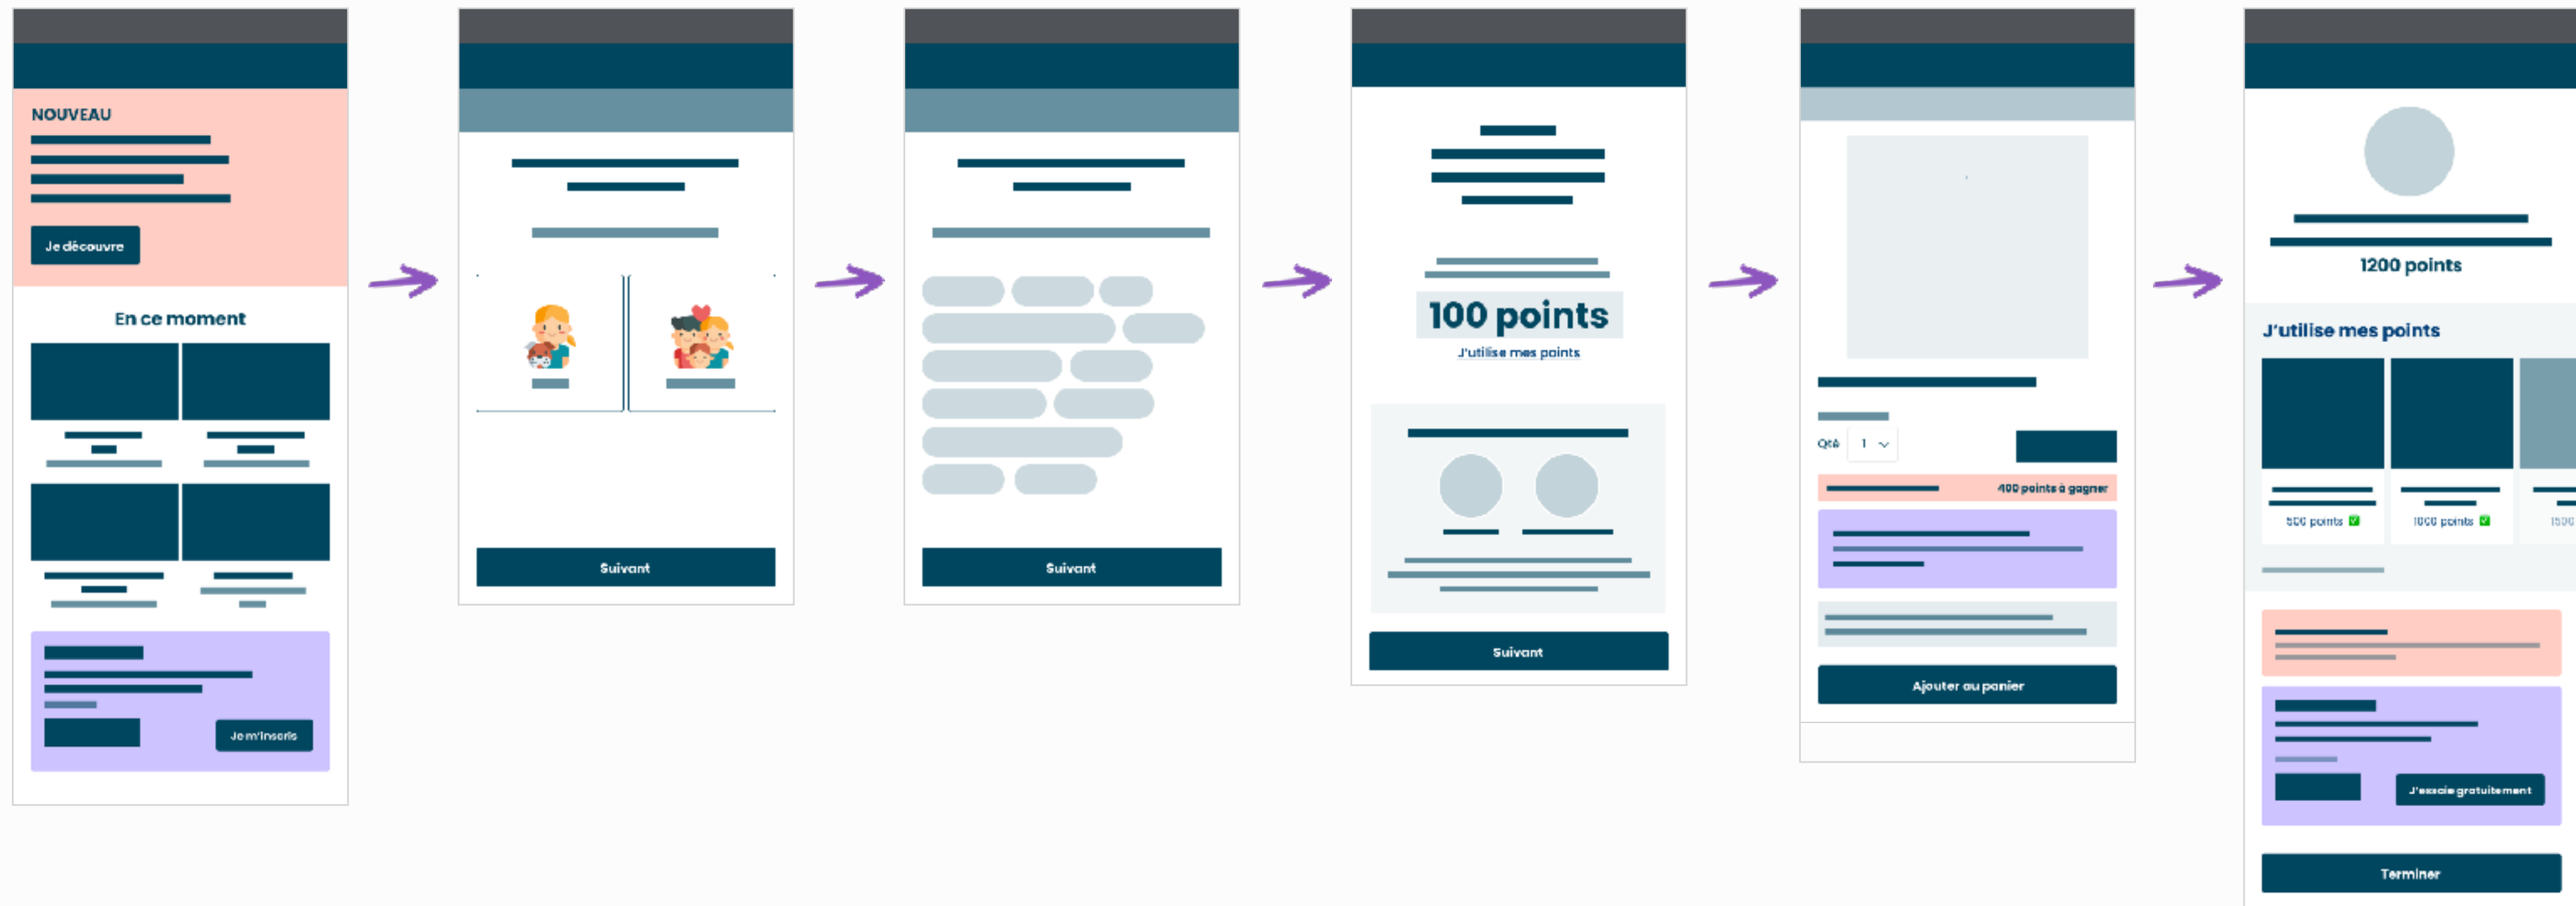 NOUVEAU
Je découvre
En ce moment
Je m'inscris
Suivant
Suivant
100 points
J'utilise mes points
Suivant
Qté 1
400 points à gagner
Ajouter au panier
1200 points
J'utilise mes points
500 points ✅ 1000 points ✅ 1500
J'essaie gratuitement
Terminer